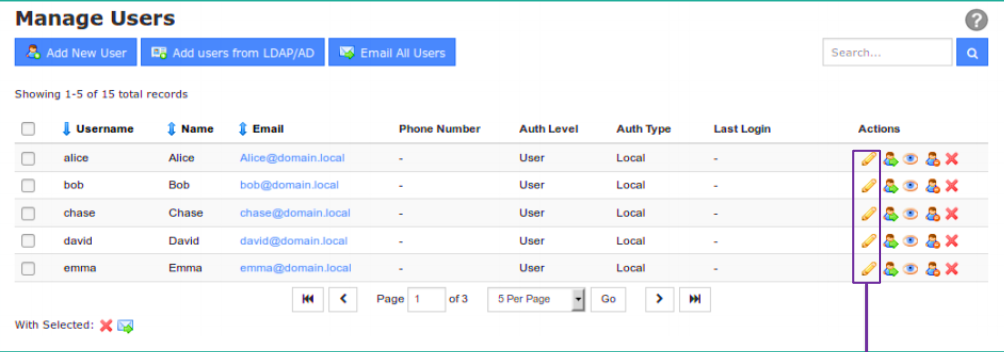 Manage Users
Add New User Add users from LDAP/AD Email All Users Search...
Showing 1-5 of 15 total records
Username Name Email Phone Number Auth Level Auth Type Last Login Actions
alice Alice Alice@domain.local - User Local -
bob Bob bob@domain.local - User Local -
chase Chase chase@domain.local - User Local -
david David david@domain.local - User Local -
emma Emma emma@domain.local - User Local -
Page 1 of 3 5 Per Page Go
With Selected: